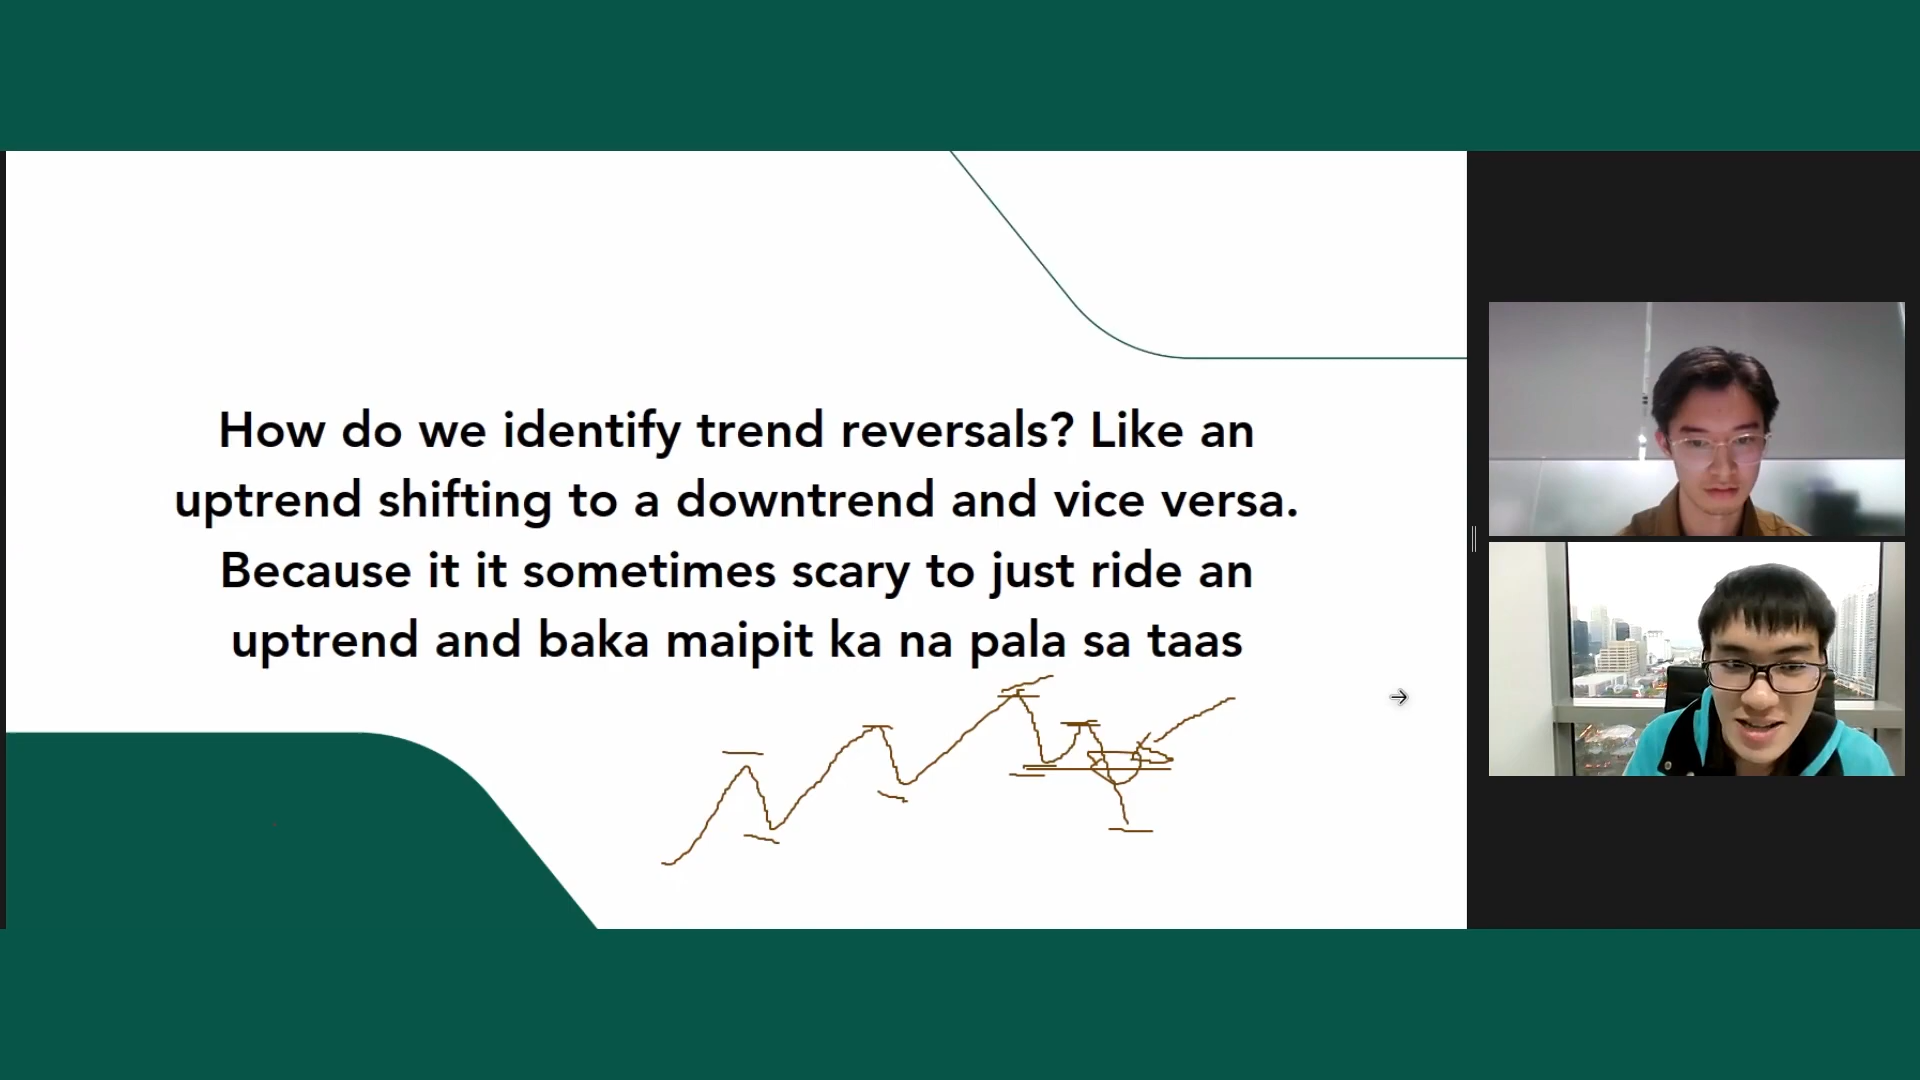 How do we identify trend reversals? Like an
uptrend shifting to a downtrend and vice versa.
Because it it sometimes scary to just ride an
uptrend and baka maipit ka na pala sa taas